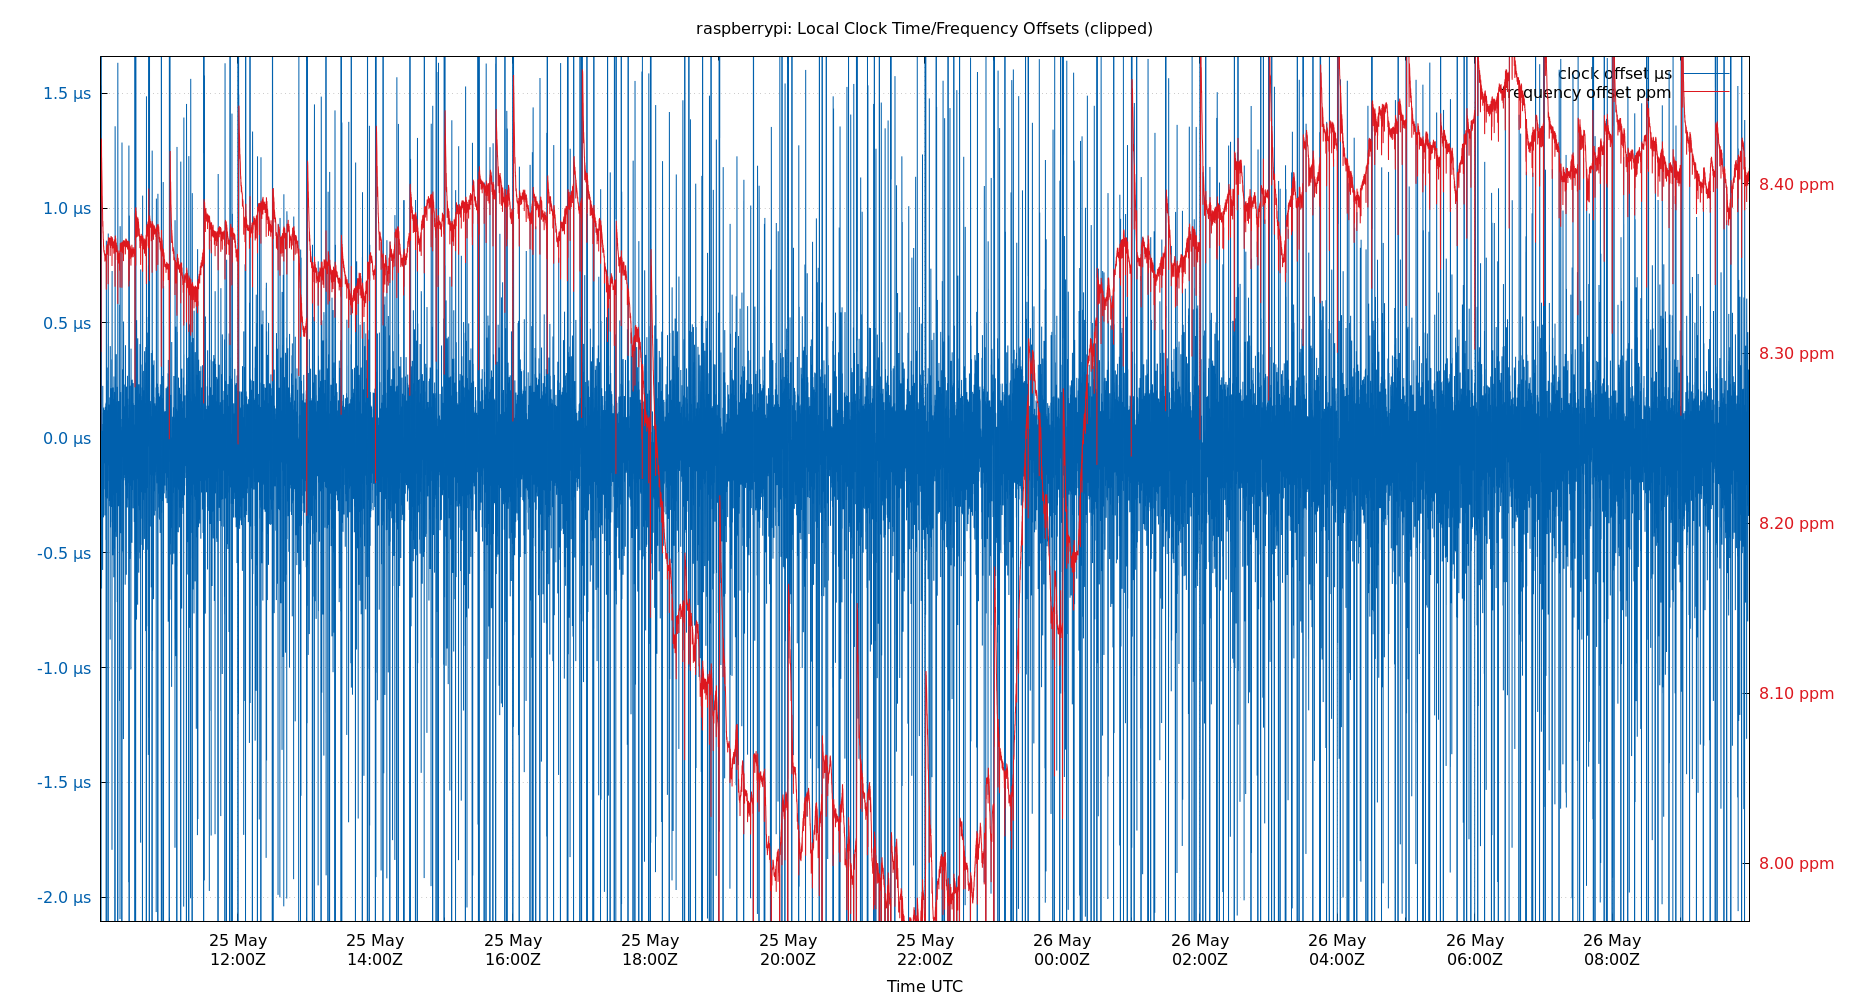 raspberrypi: Local Clock Time/Frequency Offsets (clipped)
clock offset µs
frequency offset ppm
1.5 µs
1.0 µs
0.5 µs
0.0 µs
-0.5 µs
-1.0 µs
-1.5 µs
-2.0 µs
8.40 ppm
8.30 ppm
8.20 ppm
8.10 ppm
8.00 ppm
25 May 25 May 25 May 25 May 25 May 25 May 26 May 26 May 26 May 26 May 26 May
12:00Z 14:00Z 16:00Z 18:00Z 20:00Z 22:00Z 00:00Z 02:00Z 04:00Z 06:00Z 08:00Z
Time UTC